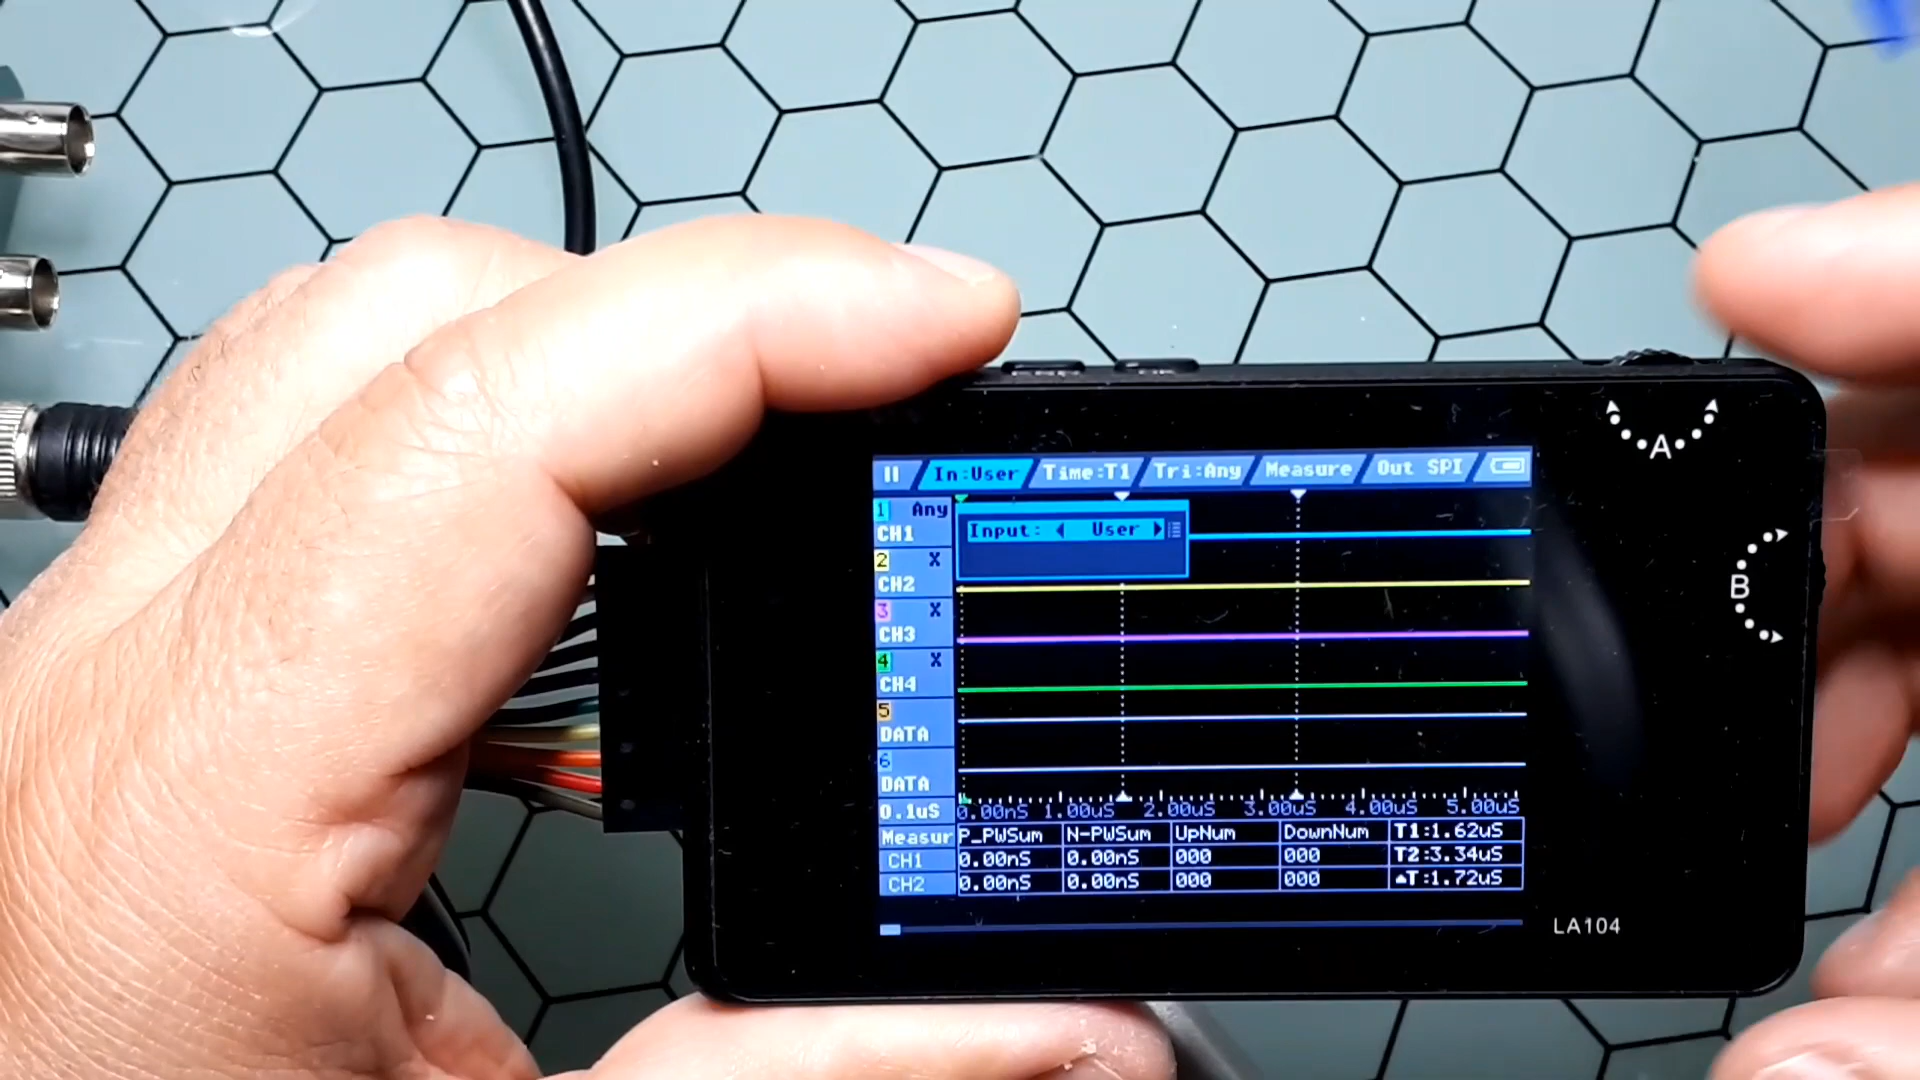 A
In:User Time:T1 Tri:Any Measure Out SPI
1 Any
CH1
Input: User
2 X
CH2
B
3 X
CH3
4 X
CH4
5
DATA
6
DATA
0.1uS 0.00nS 1.00uS 2.00uS 3.00uS 4.00uS 5.00uS
Measur P_PWSum N-PWSum UpNum DownNum T1:1.62uS
CH1 0.00nS 0.00nS 000 000 T2:3.34uS
CH2 0.00nS 0.00nS 000 000 ▲T:1.72uS
LA104